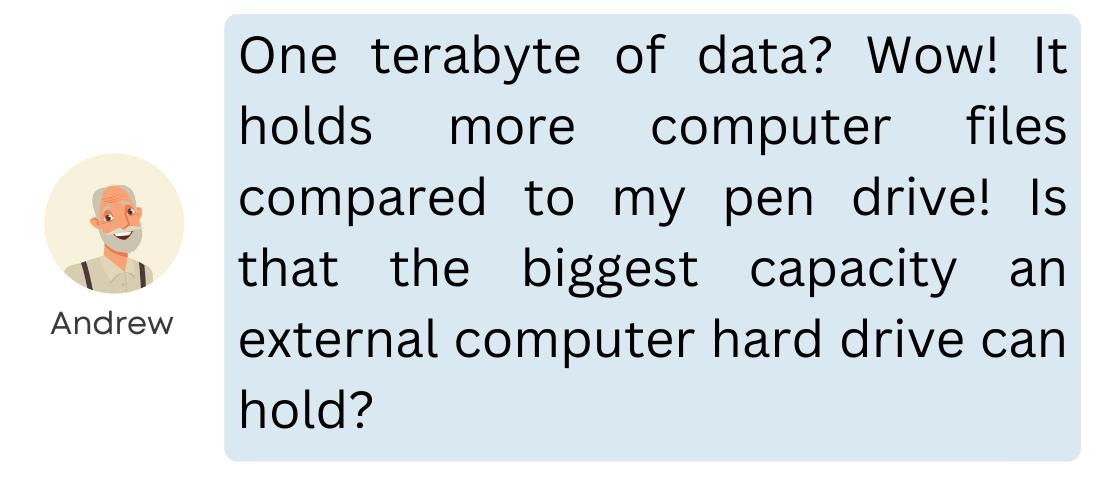 One terabyte of data? Wow! It
holds more computer files
compared to my pen drive! Is
that the biggest capacity an
external computer hard drive can
hold?
Andrew